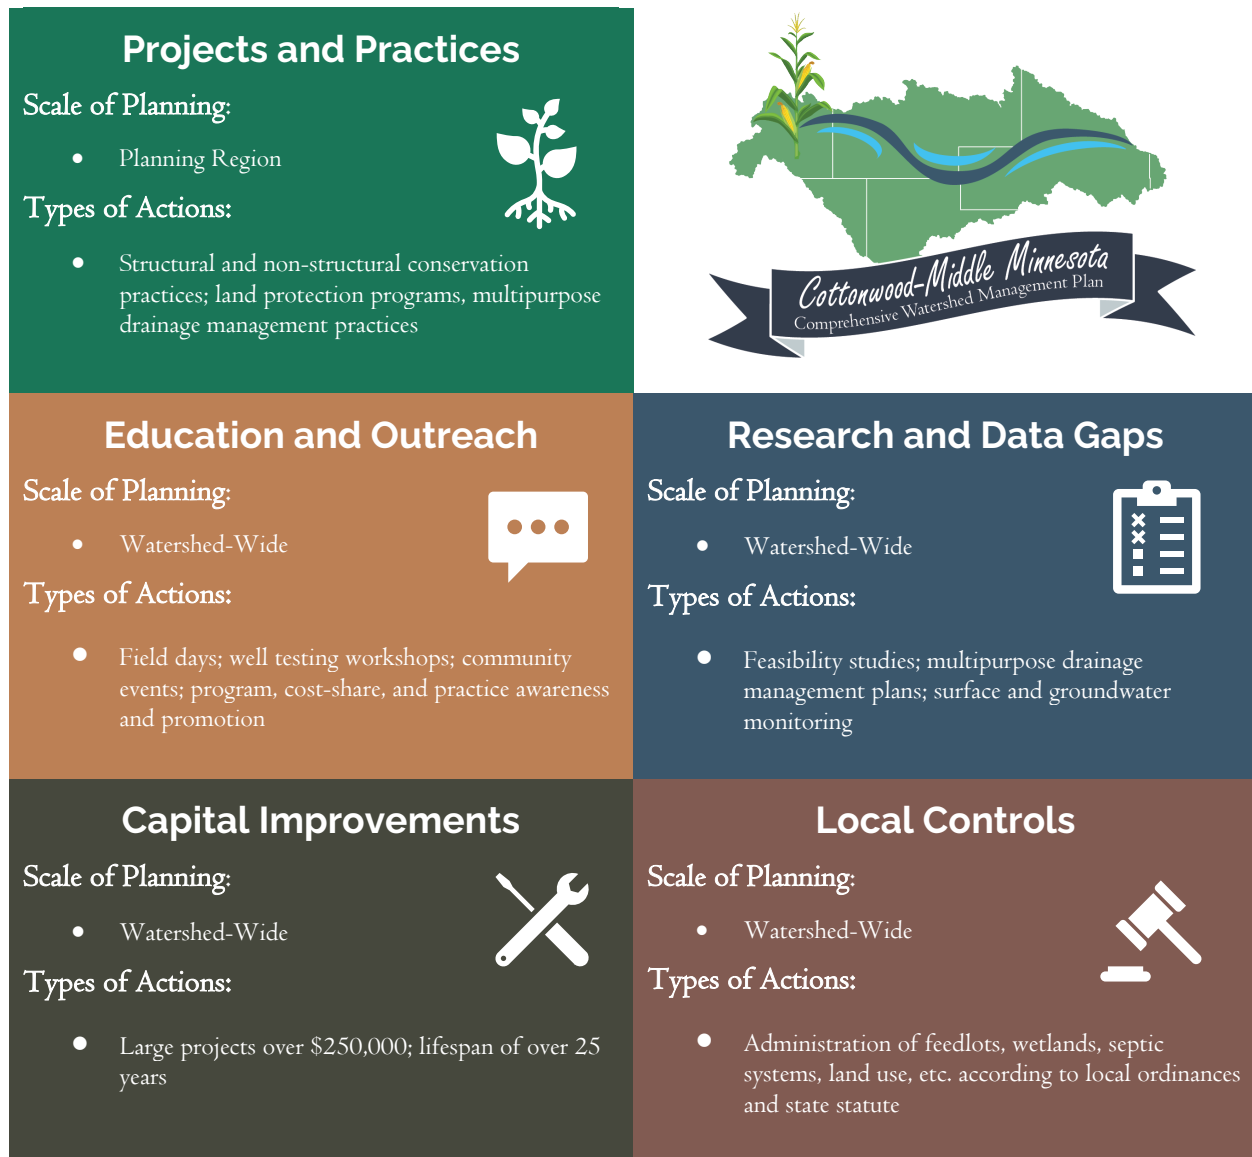 Projects and Practices
Scale of Planning:
• Planning Region
Types of Actions:
• Structural and non-structural conservation
practices; land protection programs, multipurpose
drainage management practices
Cottonwood-Middle Minnesota
Comprehensive Watershed Management Plan
Education and Outreach
Scale of Planning:
• Watershed-Wide
Types of Actions:
• Field days; well testing workshops; community
events; program, cost-share, and practice awareness
and promotion
Research and Data Gaps
Scale of Planning:
• Watershed-Wide
Types of Actions:
• Feasibility studies; multipurpose drainage
management plans; surface and groundwater
monitoring
Capital Improvements
Scale of Planning:
• Watershed-Wide
Types of Actions:
• Large projects over $250,000; lifespan of over 25
years
Local Controls
Scale of Planning:
• Watershed-Wide
Types of Actions:
• Administration of feedlots, wetlands, septic
systems, land use, etc. according to local ordinances
and state statute